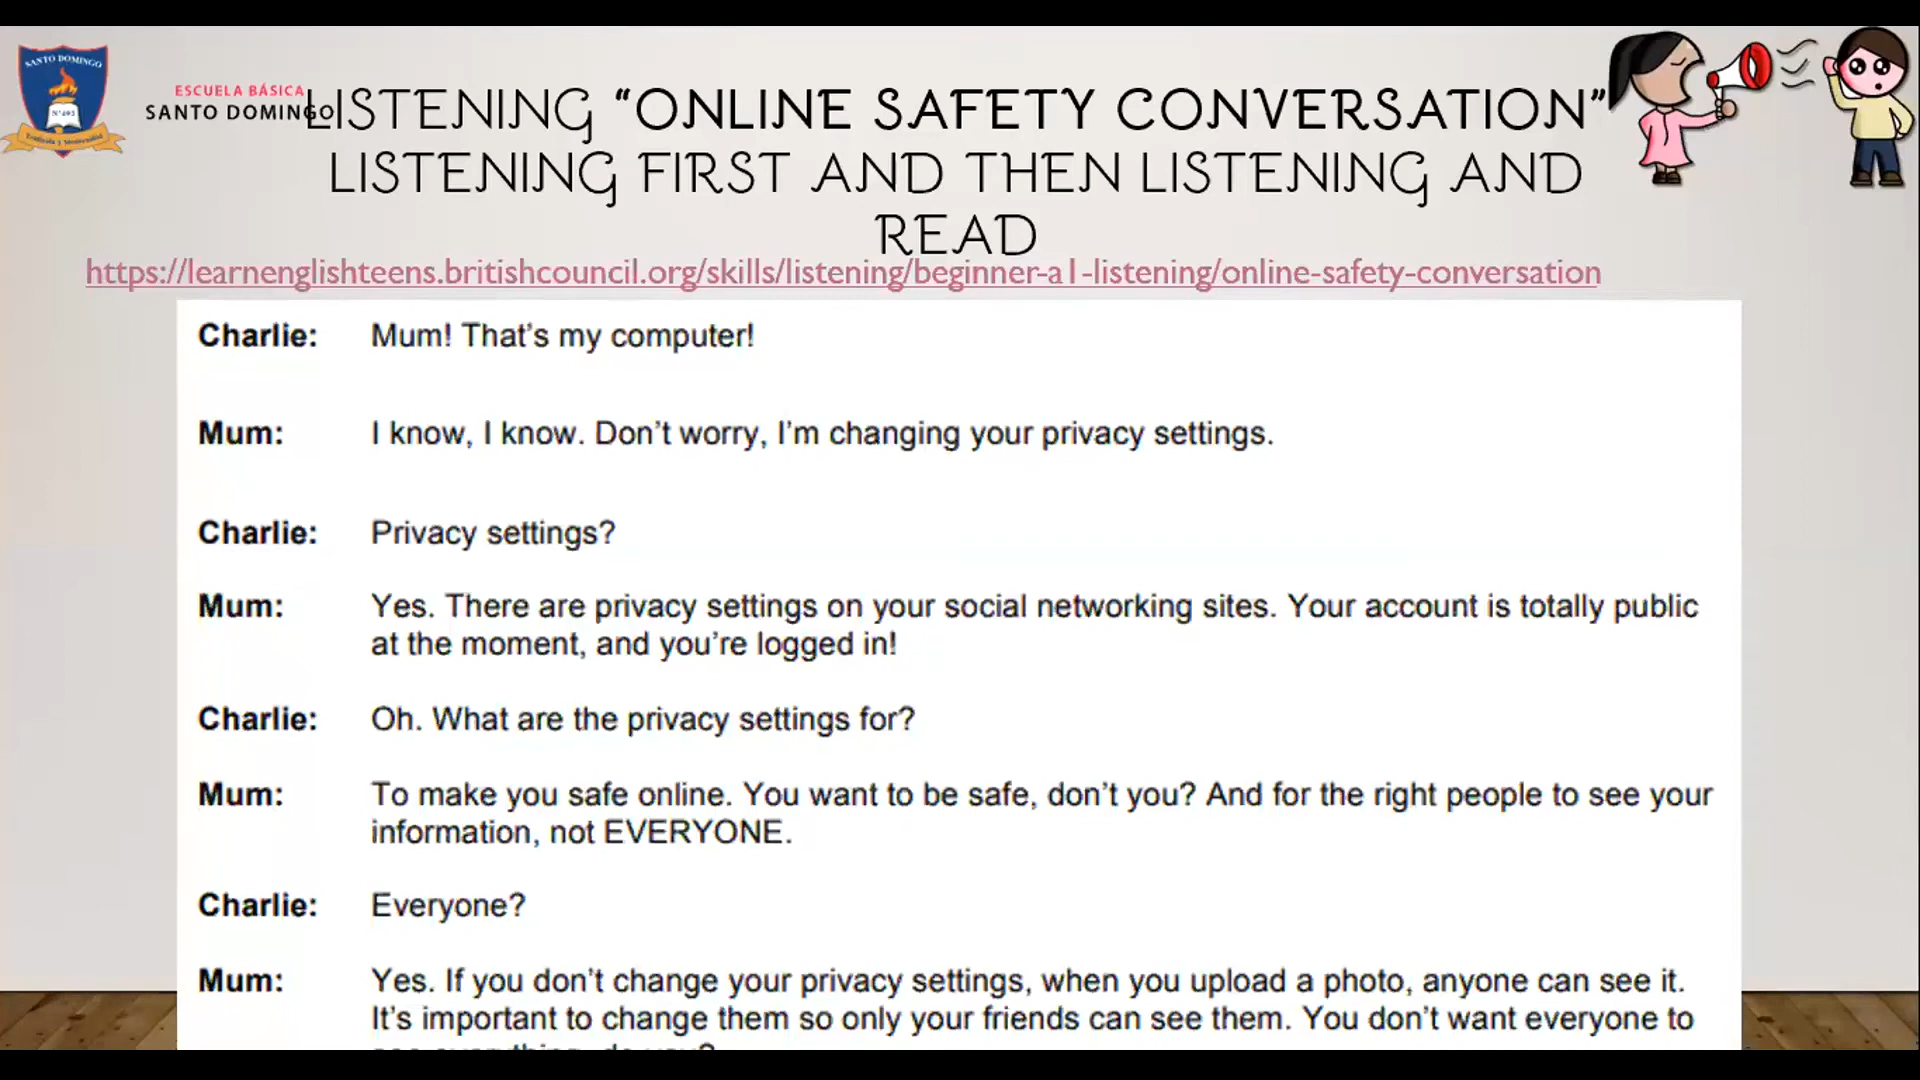 SANTO DOMINGO
Nº493
ESCUELA BÁSICA
SANTO DOMINGO
LISTENING “ONLINE SAFETY CONVERSATION”
LISTENING FIRST AND THEN LISTENING AND
READ
https://learnenglishteens.britishcouncil.org/skills/listening/beginner-a1-listening/online-safety-conversation
Charlie: Mum! That’s my computer!
Mum: I know, I know. Don’t worry, I’m changing your privacy settings.
Charlie: Privacy settings?
Mum: Yes. There are privacy settings on your social networking sites. Your account is totally public
at the moment, and you’re logged in!
Charlie: Oh. What are the privacy settings for?
Mum: To make you safe online. You want to be safe, don’t you? And for the right people to see your
information, not EVERYONE.
Charlie: Everyone?
Mum: Yes. If you don’t change your privacy settings, when you upload a photo, anyone can see it.
It’s important to change them so only your friends can see them. You don’t want everyone to
see everything, do you?